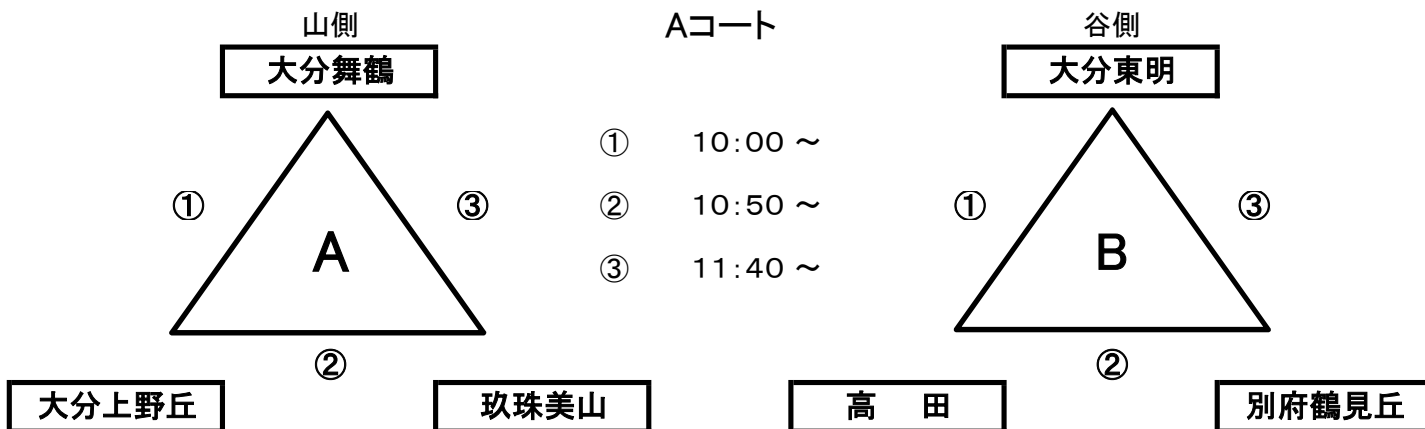 山側 Aコート 谷側
大分舞鶴 大分東明
① 10:00 ~
① ③ ② 10:50 ~ ① ③
A ③ 11:40 ~ B
② ②
大分上野丘 玖珠美山 高 田 別府鶴見丘